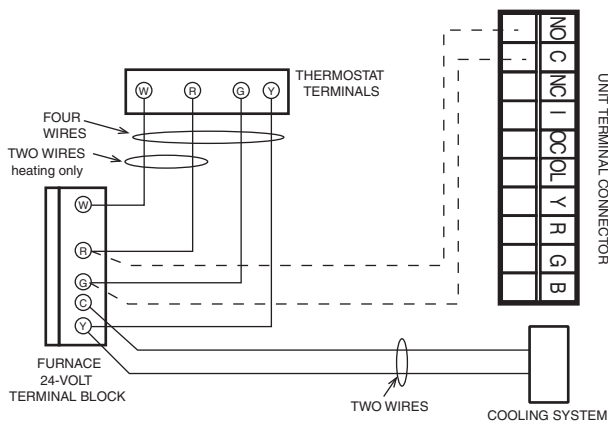 THERMOSTAT
TERMINALS
W
R
G
Y
FOUR
WIRES
TWO WIRES
heating only
W
R
G
C
Y
FURNACE
24-VOLT
TERMINAL BLOCK
TWO WIRES
COOLING SYSTEM
NO
C
NC
I
OC
OL
Y
R
G
B
UNIT TERMINAL CONNECTOR